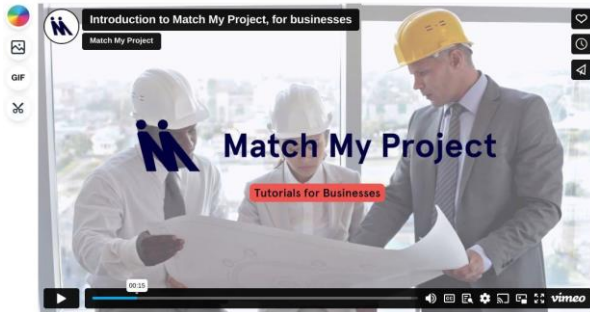 Introduction to Match My Project, for businesses
Match My Project
GIF
Match My Project
Tutorials for Businesses
00:15
vimeo